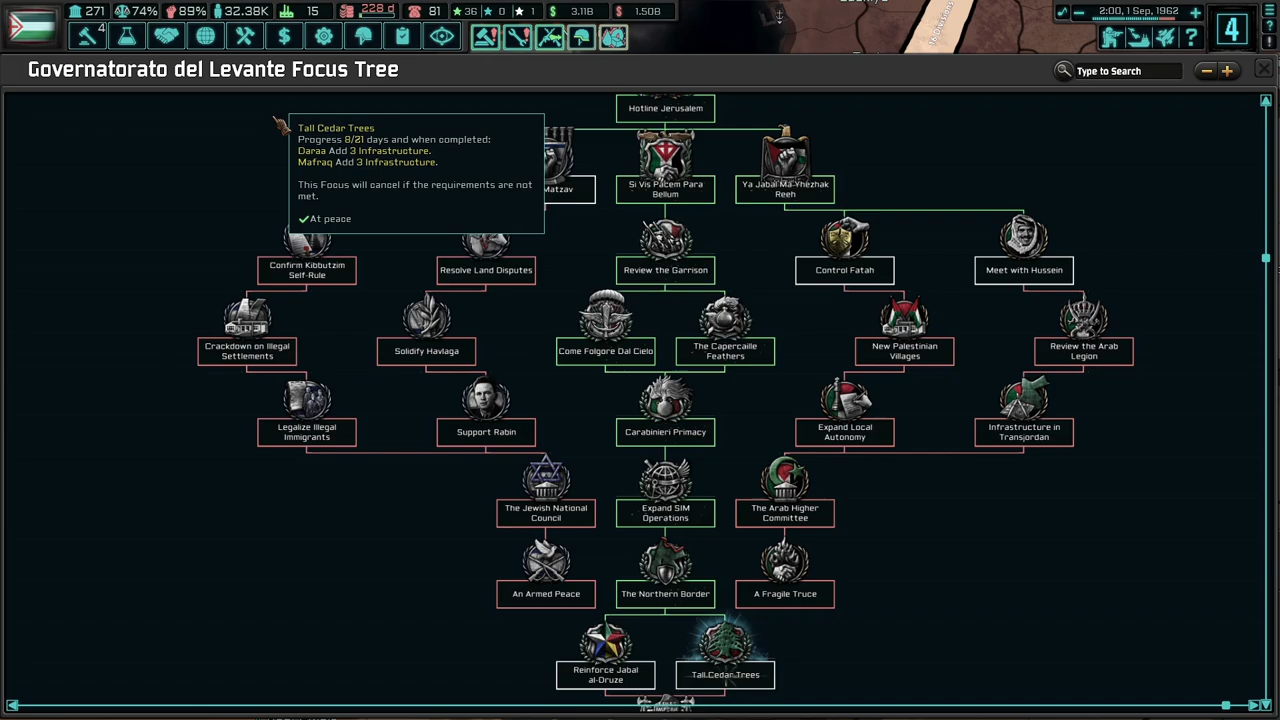 271 74% 89% 32.38K 15 228 d 81 36 0 1 $ 3.11B $ 1.50B 2:00, 1 Sep, 1962 4
4
Governatorato del Levante Focus Tree
Type to Search
Hotline Jerusalem
Tall Cedar Trees
Progress 8/21 days and when completed:
Daraa Add 3 Infrastructure.
Mafraq Add 3 Infrastructure.
This Focus will cancel if the requirements are not
met.
At peace
Matzav
Si Vis Pacem Para
Bellum
Ya Jabal Ma Yhezhak
Reeh
Confirm Kibbutzim
Self-Rule
Resolve Land Disputes
Review the Garrison
Control Fatah
Meet with Hussein
Crackdown on Illegal
Settlements
Solidify Havlaga
Come Folgore Dal Cielo
The Capercaille
Feathers
New Palestinian
Villages
Review the Arab
Legion
Legalize Illegal
Immigrants
Support Rabin
Carabinieri Primacy
Expand Local
Autonomy
Infrastructure in
Transjordan
The Jewish National
Council
Expand SIM
Operations
The Arab Higher
Committee
An Armed Peace
The Northern Border
A Fragile Truce
Reinforce Jabal
al-Druze
Tall Cedar Trees